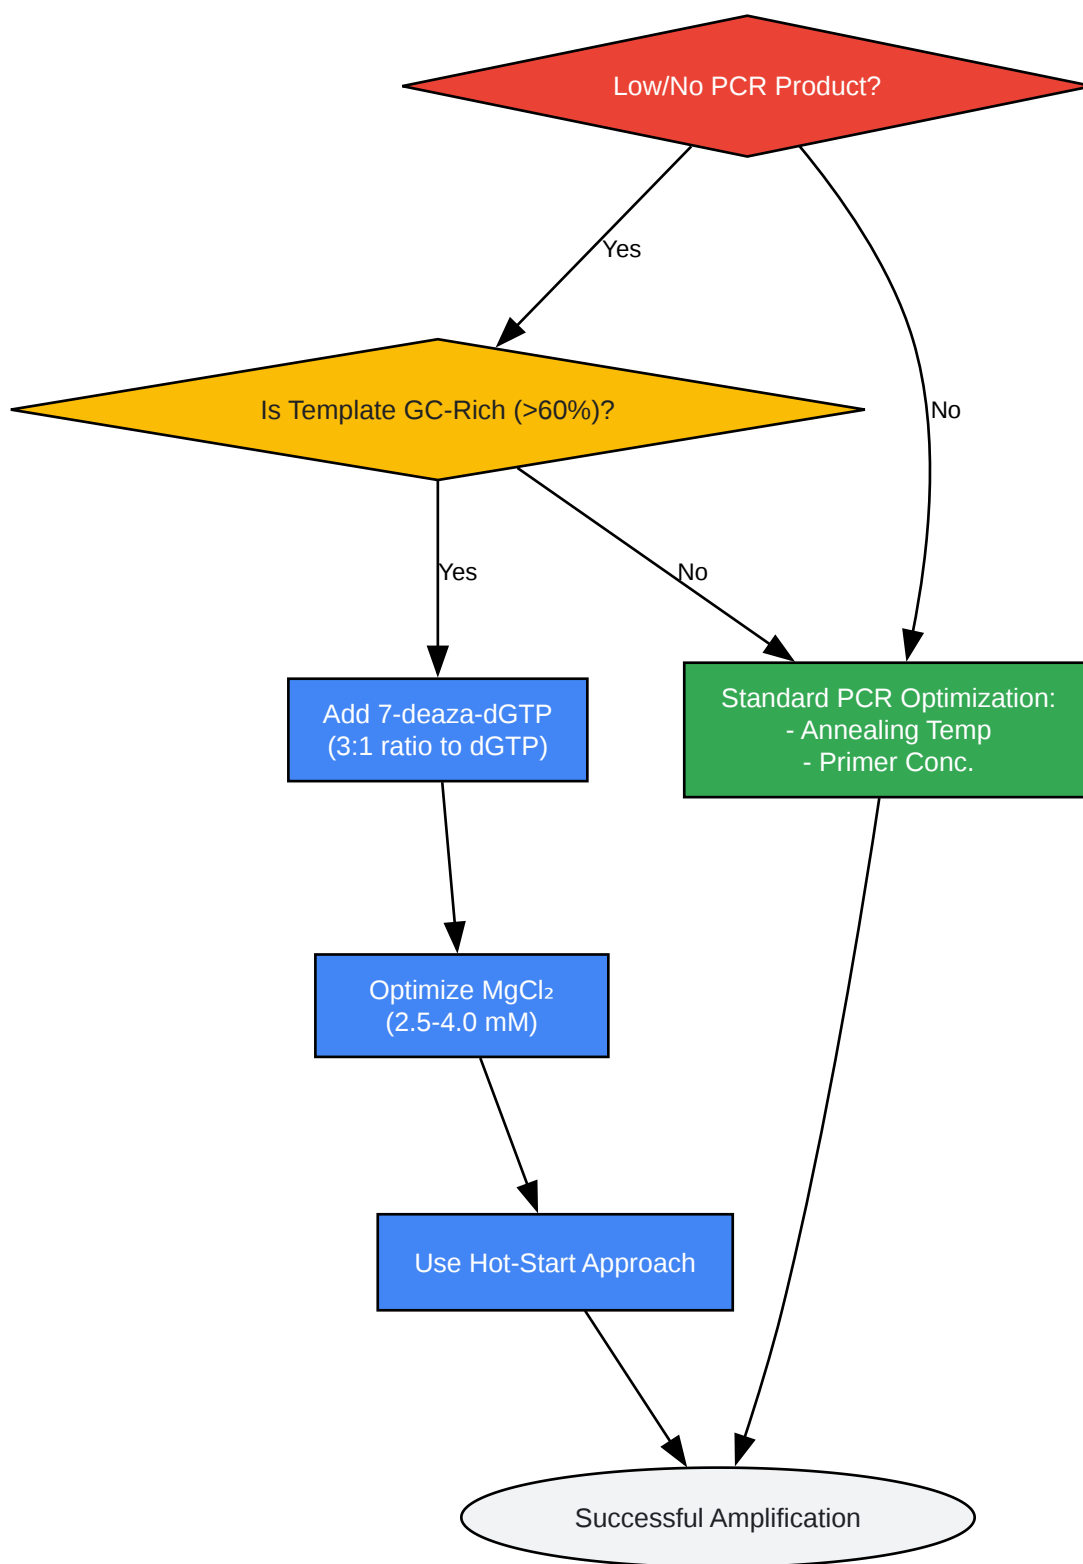 Low/No PCR Product?
Yes
No
Is Template GC-Rich (>60%)?
Yes
No
Add 7-deaza-dGTP
(3:1 ratio to dGTP)
Standard PCR Optimization:
- Annealing Temp
- Primer Conc.
Optimize MgCl₂
(2.5-4.0 mM)
Use Hot-Start Approach
Successful Amplification